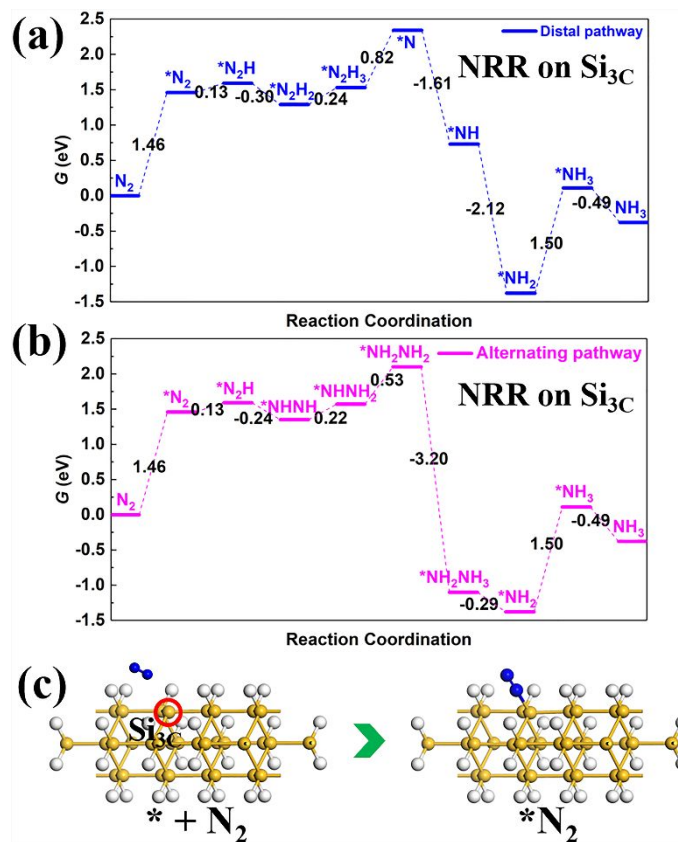 (a)
Distal pathway
NRR on Si3C
G (eV)
2.5
2.0
1.5
1.0
0.5
0.0
-0.5
-1.0
-1.5
N2
1.46
*N2
0.13
*N2H
-0.30
*N2H2
0.24
*N2H3
0.82
*N
-1.61
*NH
-2.12
*NH2
1.50
*NH3
-0.49
NH3
Reaction Coordination
(b)
Alternating pathway
NRR on Si3C
G (eV)
2.5
2.0
1.5
1.0
0.5
0.0
-0.5
-1.0
-1.5
N2
1.46
*N2
0.13
*N2H
-0.24
*NHNH
0.22
*NHNH2
0.53
*NH2NH2
-3.20
*NH2NH3
-0.29
*NH2
1.50
*NH3
-0.49
NH3
Reaction Coordination
(c)
Si3C
* + N2
*N2